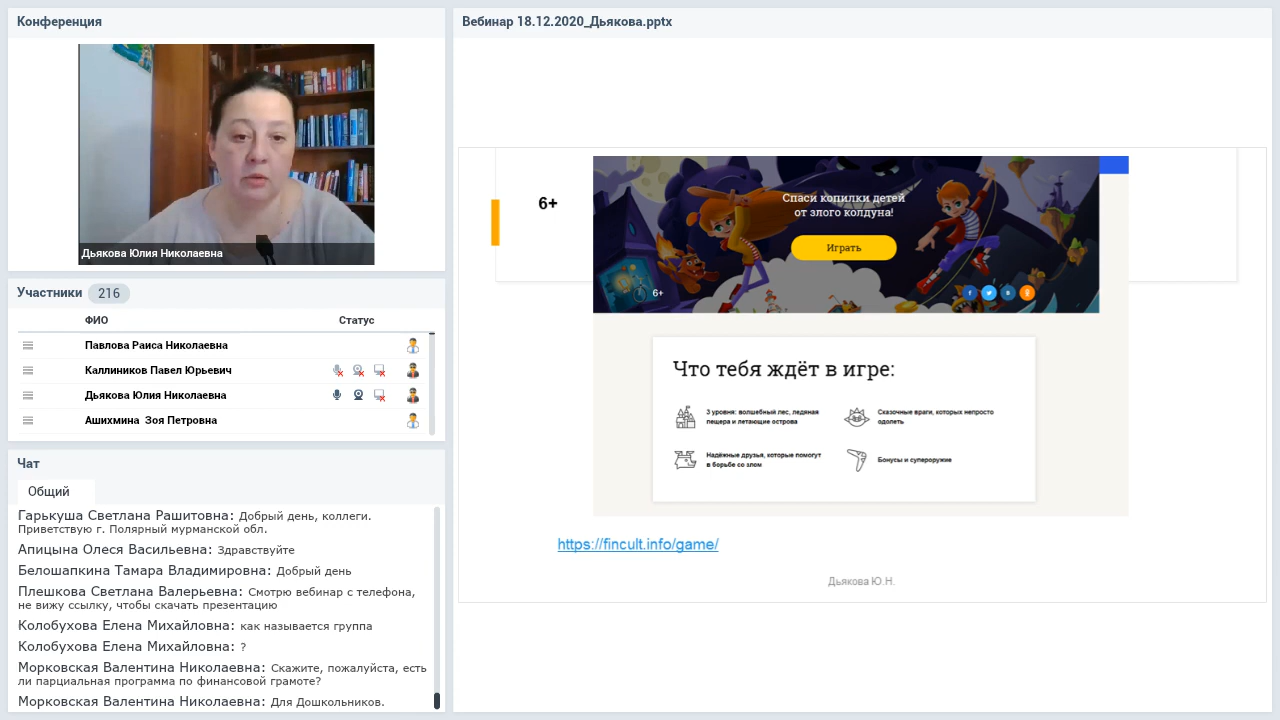 Конференция
Дьякова Юлия Николаевна
Участники 216
ФИО Статус
Павлова Раиса Николаевна
Каллиников Павел Юрьевич
Дьякова Юлия Николаевна
Ашихмина Зоя Петровна
Чат
Общий
Гарькуша Светлана Рашитовна: Добрый день, коллеги.
Приветствую г. Полярный мурманской обл.
Апицына Олеся Васильевна: Здравствуйте
Белошапкина Тамара Владимировна: Добрый день
Плешкова Светлана Валерьевна: Смотрю вебинар с телефона,
не вижу ссылку, чтобы скачать презентацию
Колобухова Елена Михайловна: как называется группа
Колобухова Елена Михайловна: ?
Морковская Валентина Николаевна: Скажите, пожалуйста, есть
ли парциальная программа по финансовой грамоте?
Морковская Валентина Николаевна: Для Дошкольников.
Вебинар 18.12.2020_Дьякова.pptx
6+
Спаси копилки детей
от злого колдуна!
Играть
6+
Что тебя ждёт в игре:
3 уровня: волшебный лес, ледяная
пещера и летающие острова
Сказочные враги, которых непросто
одолеть
Надёжные друзья, которые помогут
в борьбе со злом
Бонусы и супероружие
https://fincult.info/game/
Дьякова Ю.Н.